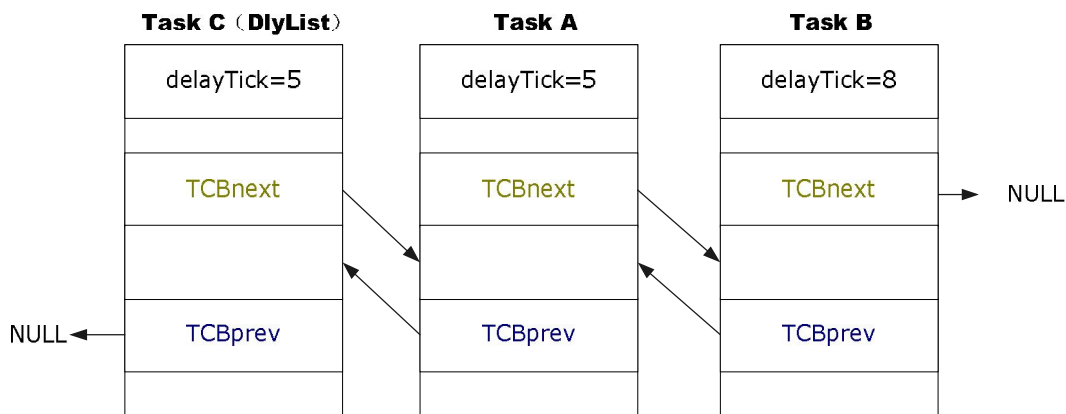 Task C（DlyList） Task A Task B
delayTick=5 delayTick=5 delayTick=8
TCBnext TCBnext TCBnext NULL
NULL TCBprev TCBprev TCBprev